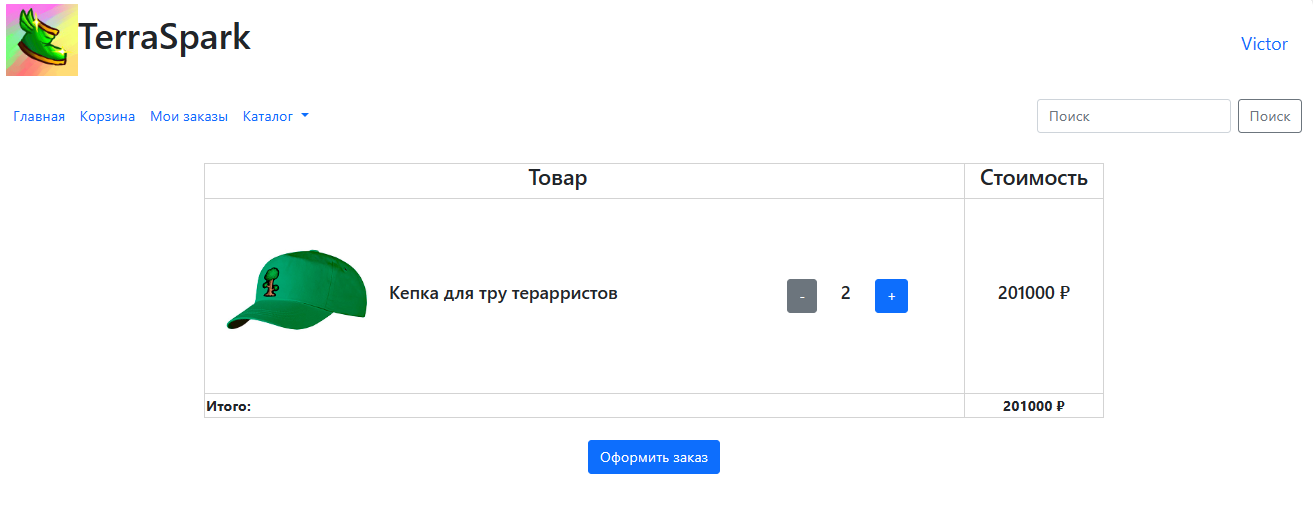 TerraSpark
Victor
Главная Корзина Мои заказы Каталог
Поиск Поиск
Товар Стоимость
Кепка для тру терарристов - 2 + 201000 ₽
Итого: 201000 ₽
Оформить заказ